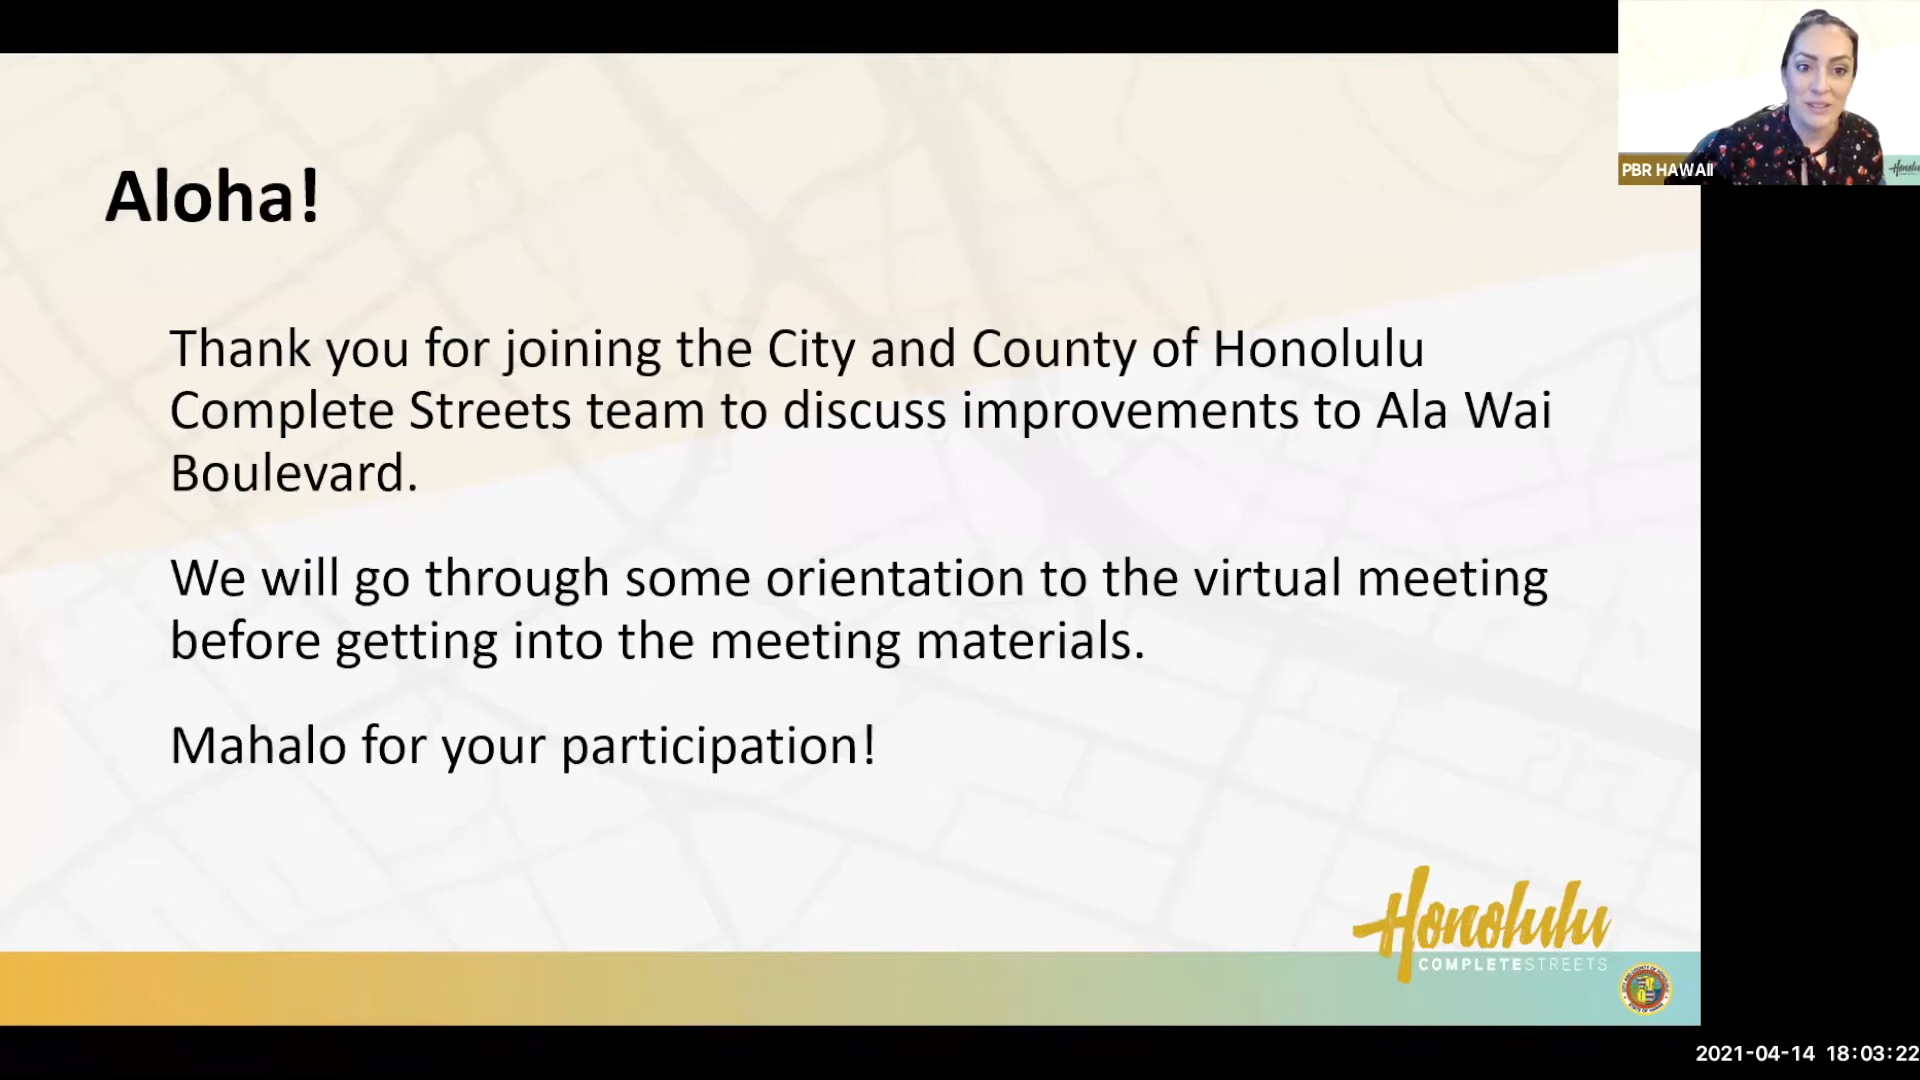 PBR HAWAII
Aloha!
Thank you for joining the City and County of Honolulu
Complete Streets team to discuss improvements to Ala Wai
Boulevard.
We will go through some orientation to the virtual meeting
before getting into the meeting materials.
Mahalo for your participation!
Honolulu
COMPLETESTREETS
2021-04-14 18:03:22